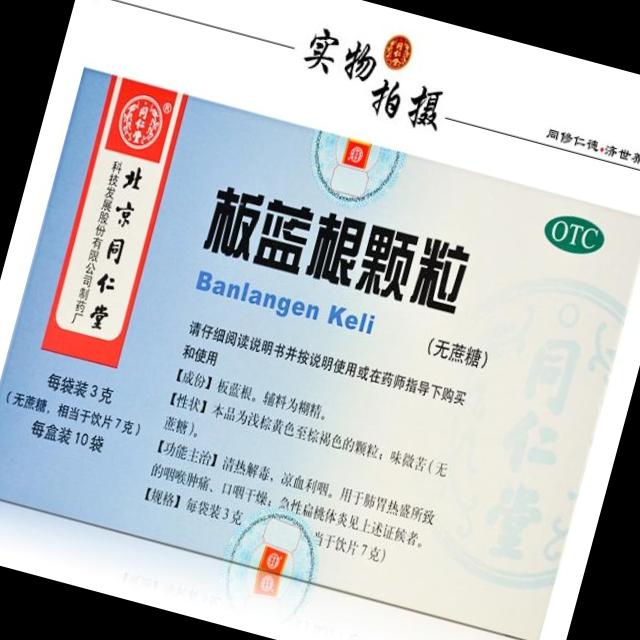 实物
同仁堂
拍摄
同修仁德·济世养
同仁堂
®
北京同仁堂
科技发展股份有限公司制药厂
OTC
板蓝根颗粒
Banlangen Keli
(无蔗糖)
请仔细阅读说明书并按说明使用或在药师指导下购买
和使用
【成份】板蓝根。辅料为糊精。
【性状】本品为浅棕黄色至棕褐色的颗粒;味微苦(无
蔗糖)。
【功能主治】清热解毒,凉血利咽。用于肺胃热盛所致
的咽喉肿痛、口咽干燥;急性扁桃体炎见上述证候者。
【规格】每袋装3克
当于饮片7克)
每袋装3克
(无蔗糖,相当于饮片7克)
每盒装10袋
同仁堂